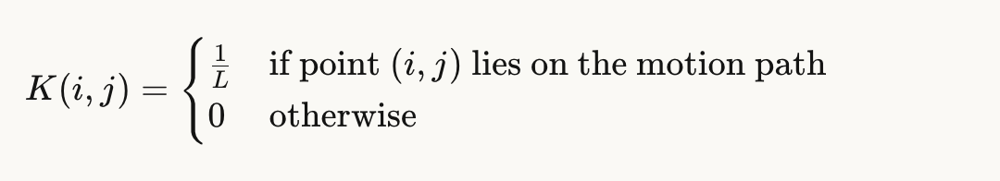 K(i, j) = { 1/L if point (i, j) lies on the motion path
0 otherwise